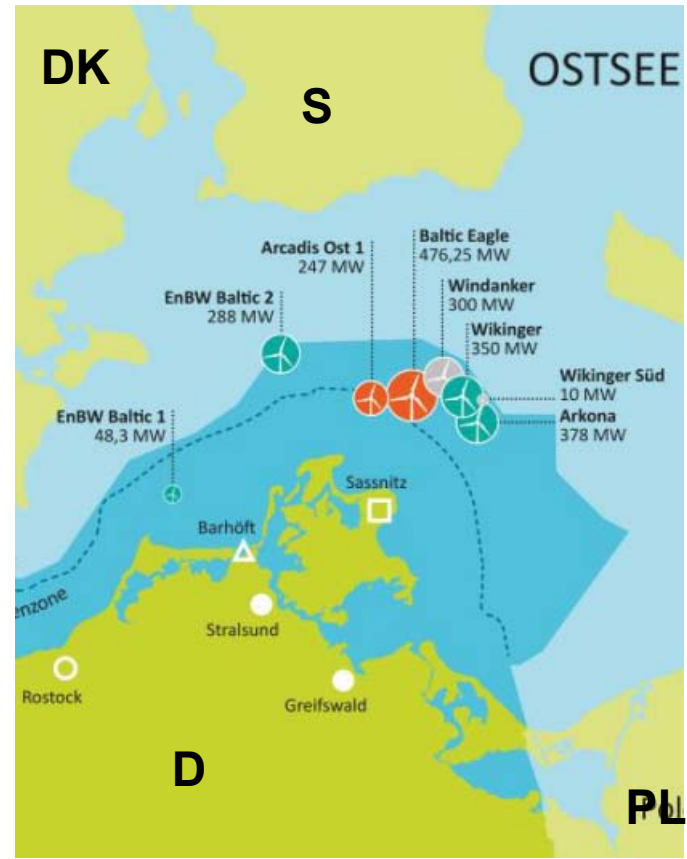 DK
S
OSTSEE
Baltic Eagle
476,25 MW
Arcadis Ost 1
247 MW
Windanker
300 MW
EnBW Baltic 2
288 MW
Wikinger
350 MW
Wikinger Süd
10 MW
EnBW Baltic 1
48,3 MW
Arkona
378 MW
Sassnitz
Barhöft
enzone
Stralsund
Rostock
Greifswald
D
PL